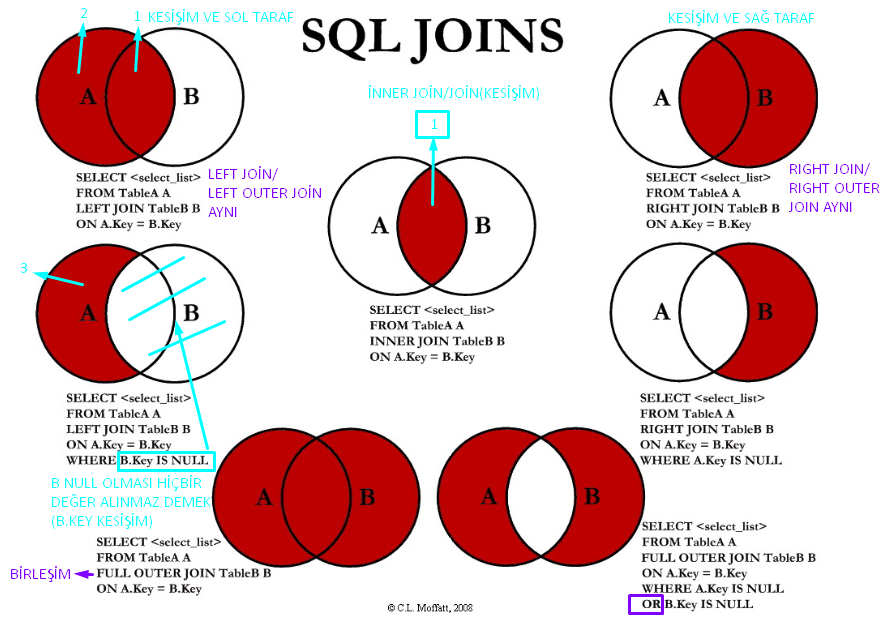 SQL JOINS
2
1
KESİŞİM VE SOL TARAF
A
B
SELECT <select_list>
FROM TableA A
LEFT JOIN TableB B
ON A.Key = B.Key
LEFT JOİN/
LEFT OUTER JOİN
AYNI
İNNER JOİN/JOİN(KESİŞİM)
1
A
B
SELECT <select_list>
FROM TableA A
INNER JOIN TableB B
ON A.Key = B.Key
KESİŞİM VE SAĞ TARAF
A
B
SELECT <select_list>
FROM TableA A
RIGHT JOIN TableB B
ON A.Key = B.Key
RIGHT JOIN/
RIGHT OUTER
JOIN AYNI
3
A
B
SELECT <select_list>
FROM TableA A
LEFT JOIN TableB B
ON A.Key = B.Key
WHERE B.Key IS NULL
B NULL OLMASI HİÇBİR
DEĞER ALINMAZ DEMEK
(B.KEY KESİŞİM)
A
B
SELECT <select_list>
FROM TableA A
RIGHT JOIN TableB B
ON A.Key = B.Key
WHERE A.Key IS NULL
A
B
SELECT <select_list>
FROM TableA A
BİRLEŞİM
FULL OUTER JOIN TableB B
ON A.Key = B.Key
A
B
SELECT <select_list>
FROM TableA A
FULL OUTER JOIN TableB B
ON A.Key = B.Key
WHERE A.Key IS NULL
OR B.Key IS NULL
© C.L. Moffatt, 2008